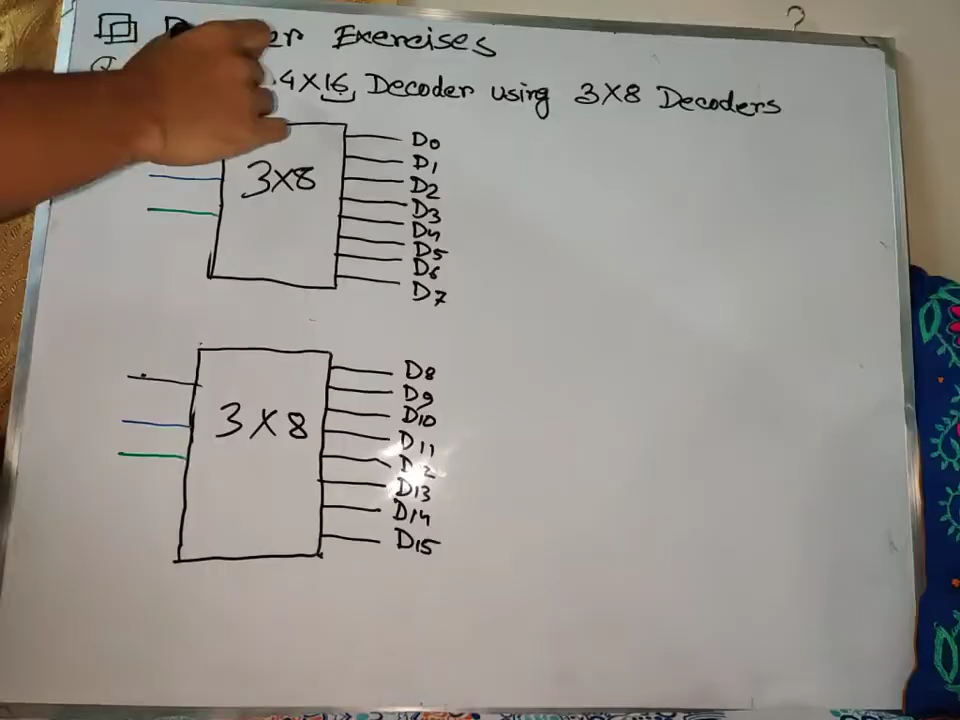 Exercises
4X16 Decoder using 3X8 Decoders
3X8
D0
D1
D2
D3
D4
D5
D6
D7
3X8
D8
D9
D10
D11
D13
D14
D15
?